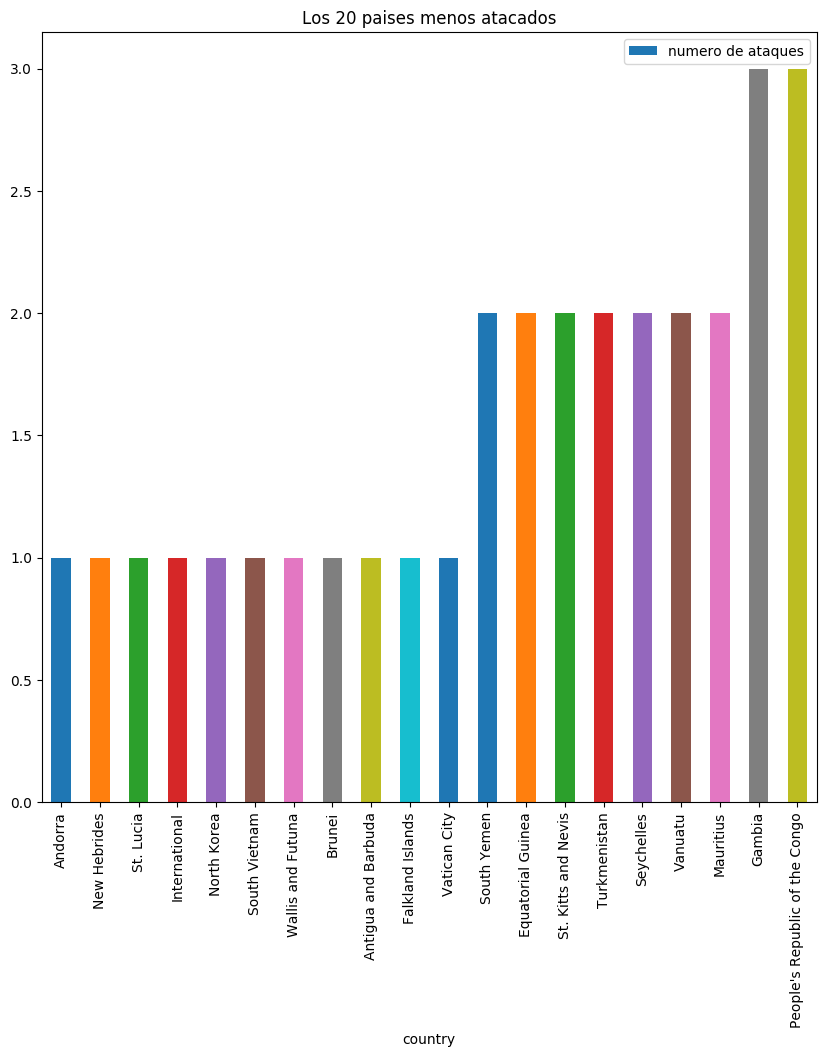 Los 20 paises menos atacados
numero de ataques
3.0
2.5
2.0
1.5
1.0
0.5
0.0
Andorra
New Hebrides
St. Lucia
International
North Korea
South Vietnam
Wallis and Futuna
Brunei
Antigua and Barbuda
Falkland Islands
Vatican City
South Yemen
Equatorial Guinea
St. Kitts and Nevis
Turkmenistan
Seychelles
Vanuatu
Mauritius
Gambia
People's Republic of the Congo
country